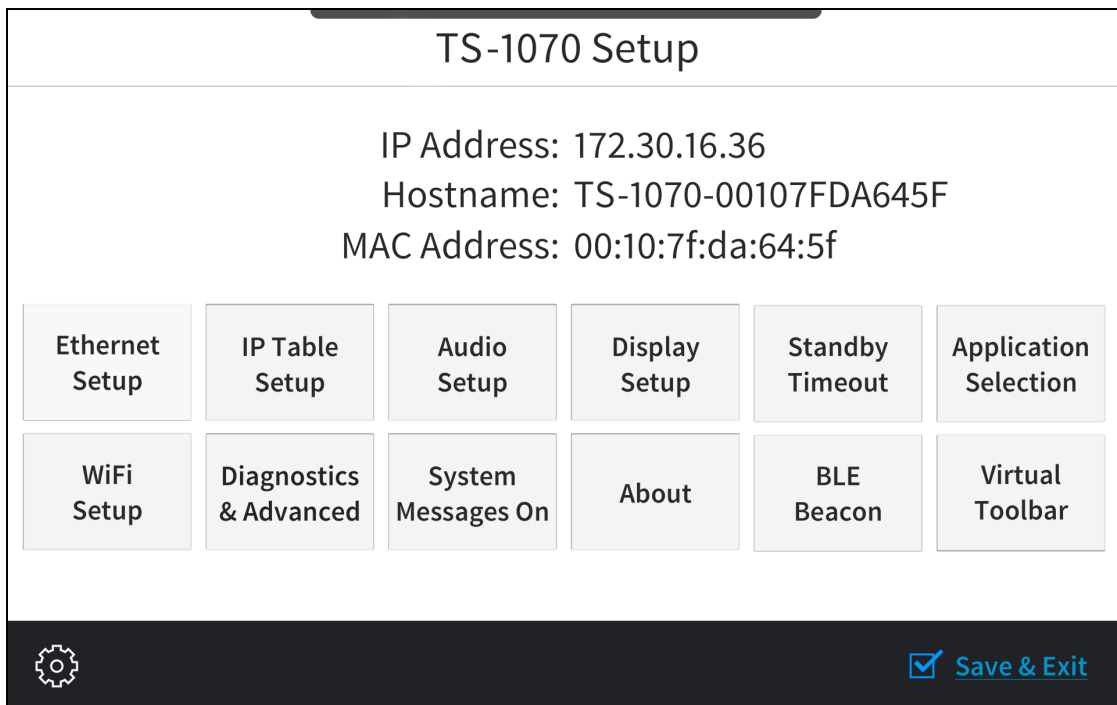 TS-1070 Setup
IP Address: 172.30.16.36
Hostname: TS-1070-00107FDA645F
MAC Address: 00:10:7f:da:64:5f
Ethernet
Setup
IP Table
Setup
Audio
Setup
Display
Setup
Standby
Timeout
Application
Selection
WiFi
Setup
Diagnostics
& Advanced
System
Messages On
About
BLE
Beacon
Virtual
Toolbar
Save & Exit